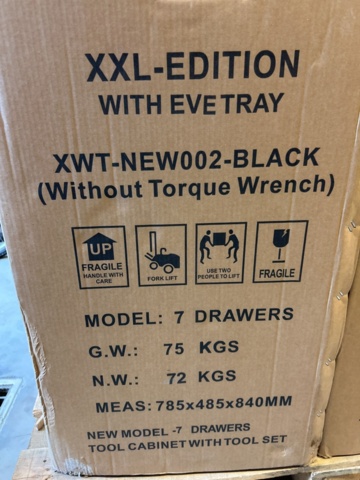 XXL-EDITION
WITH EVETRAY
XWT-NEW002-BLACK
(Without Torque Wrench)
UP
FRAGILE
HANDLE WITH
CARE
FORK LIFT
USE TWO
PEOPLE TO LIFT
FRAGILE
MODEL: 7 DRAWERS
G.W.: 75 KGS
N.W.: 72 KGS
MEAS: 785x485x840MM
NEW MODEL -7 DRAWERS
TOOL CABINET WITH TOOL SET